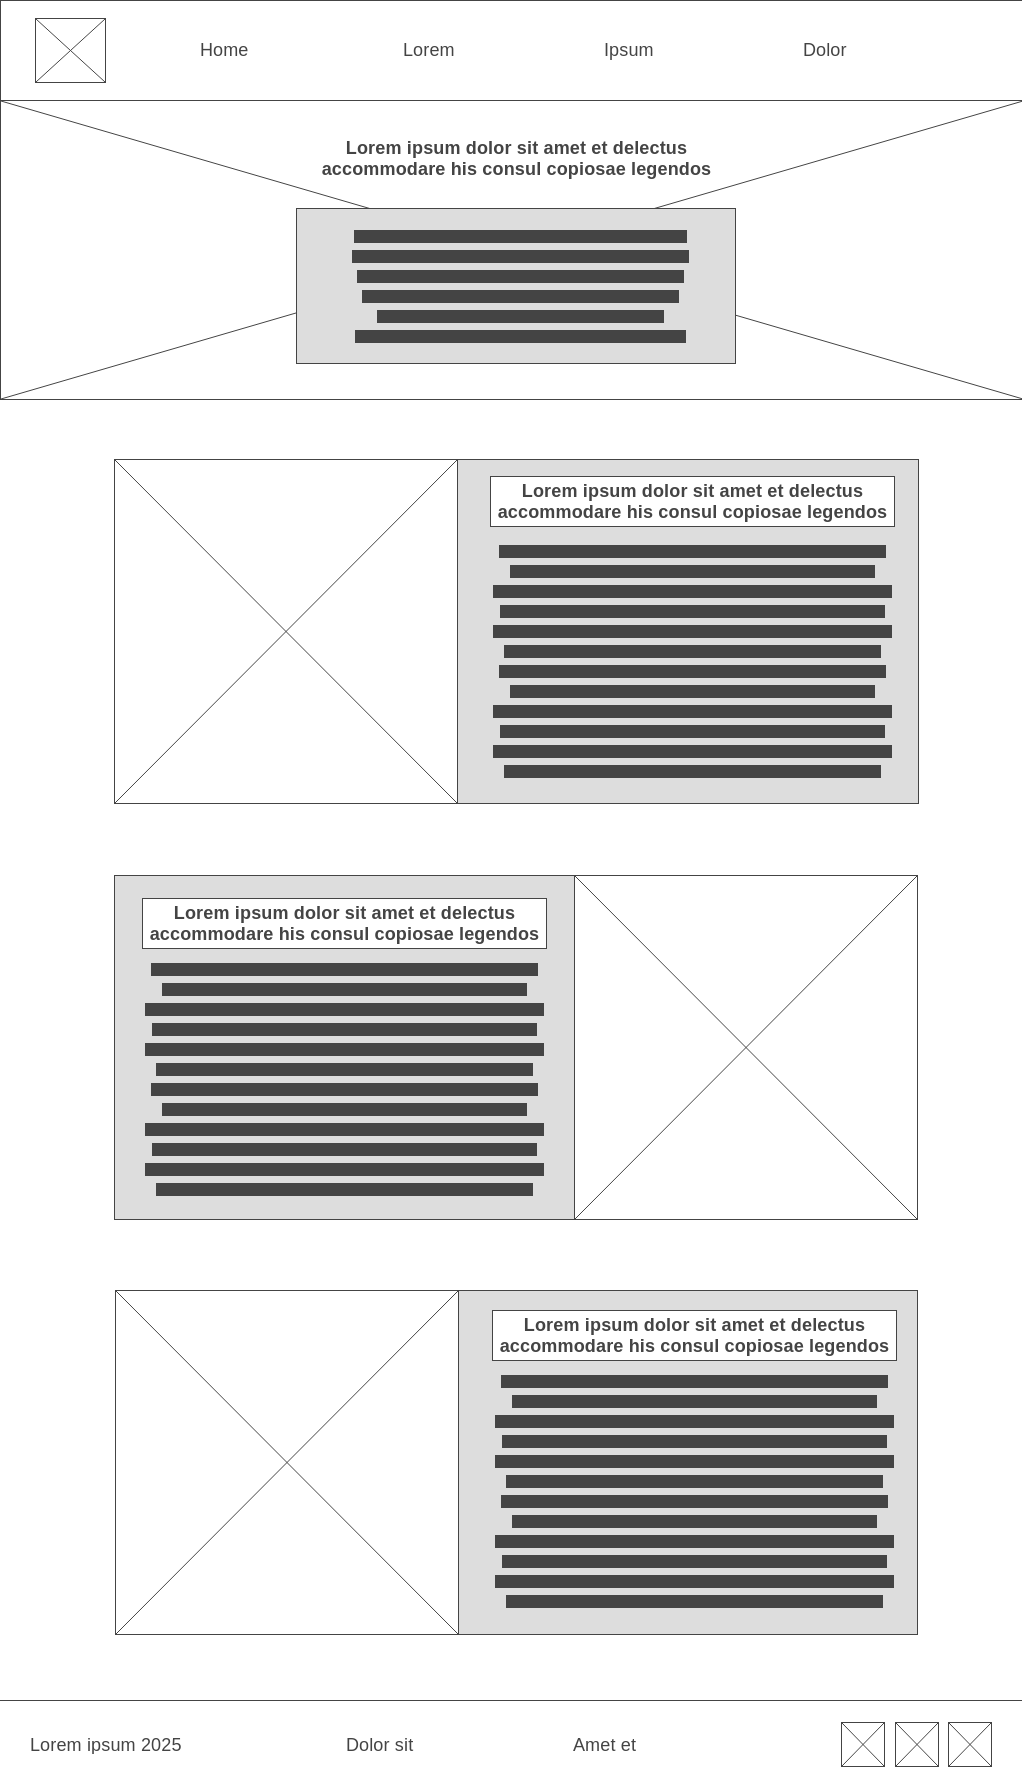 Home
Lorem
Ipsum
Dolor
Lorem ipsum dolor sit amet et delectus
accommodare his consul copiosae legendos
Lorem ipsum dolor sit amet et delectus
accommodare his consul copiosae legendos
Lorem ipsum dolor sit amet et delectus
accommodare his consul copiosae legendos
Lorem ipsum dolor sit amet et delectus
accommodare his consul copiosae legendos
Lorem ipsum 2025
Dolor sit
Amet et